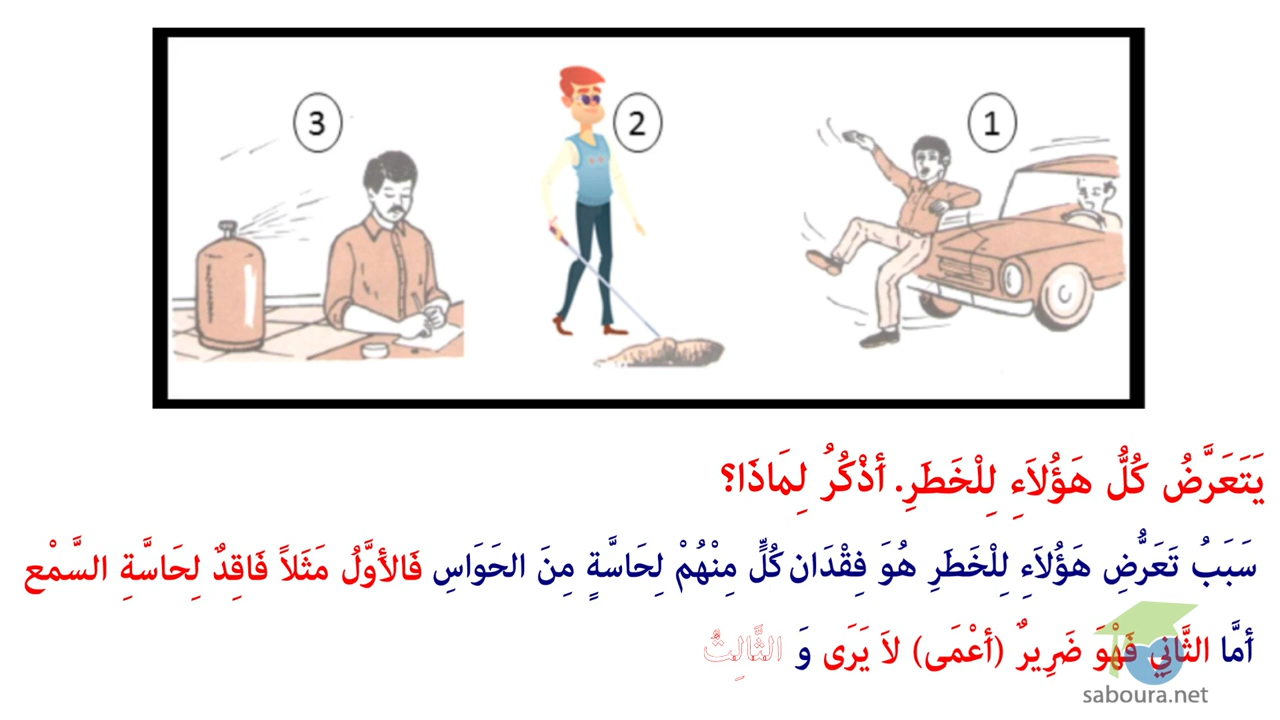 3
2
1
يَتَعَرَّضُ كُلُّ هَؤُلاَءِ لِلْخَطَرِ. أذْكُرُ لِمَاذَا؟
سَبَبُ تَعَرُّضِ هَؤُلاَءِ لِلْخَطَرِ هُوَ فِقْدَان كُلٍّ مِنْهُمْ لِحَاسَّةٍ مِنَ الحَوَاسِ فَالأَوَّلُ مَثَلاً فَاقِدٌ لِحَاسَّةِ السَّمْع
أمَّا الثَّانِي فَهْوَ ضَرِيرٌ (أعْمَى) لاَ يَرَى وَ الثَّالِثُ
saboura.net